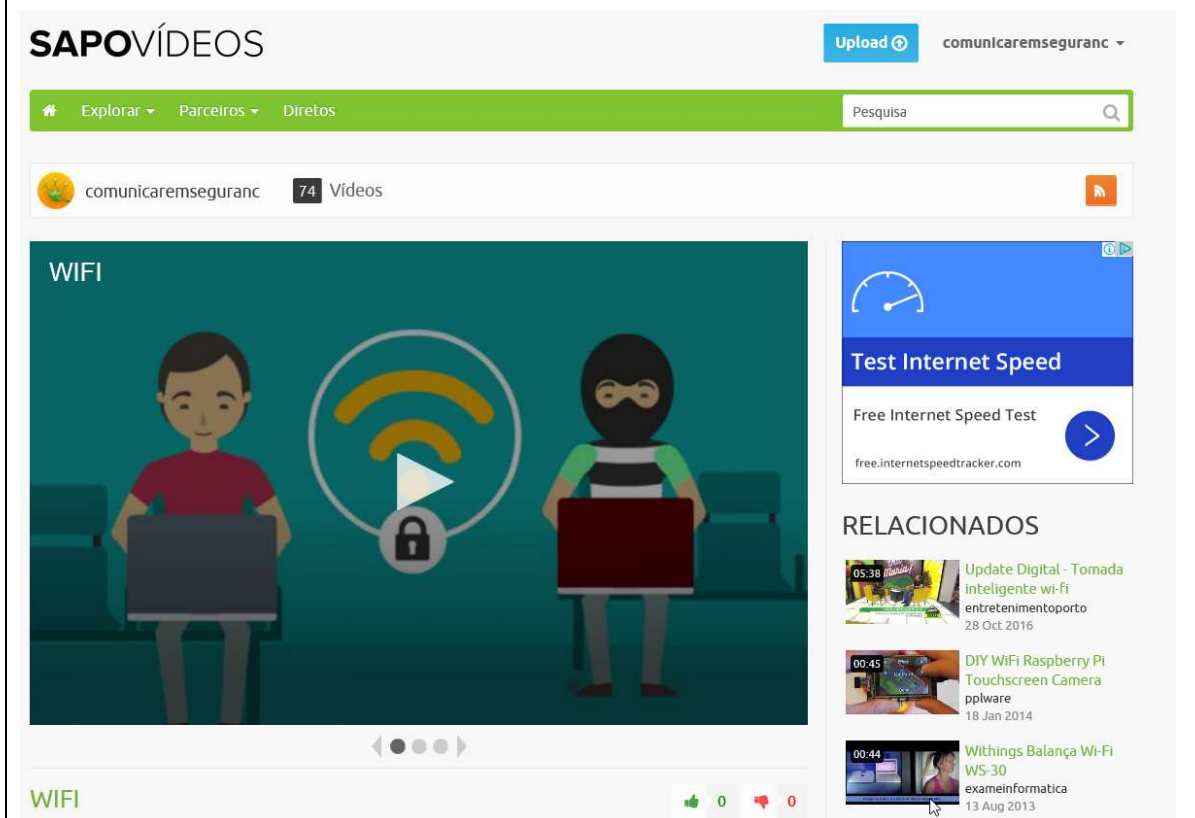 SAPOVÍDEOS
Upload
comunicaremseguranc
Explorar
Parceiros
Diretos
Pesquisa
comunicaremseguranc
74 Vídeos
WIFI
Test Internet Speed
Free Internet Speed Test
free.internetspeedtracker.com
RELACIONADOS
05:38
Update Digital - Tomada
inteligente wi-fi
entretenimentoporto
28 Oct 2016
00:45
DIY WiFi Raspberry Pi
Touchscreen Camera
pplware
18 Jan 2014
00:44
Withings Balança Wi-Fi
WS-30
exameinformatica
13 Aug 2013
WIFI
0
0